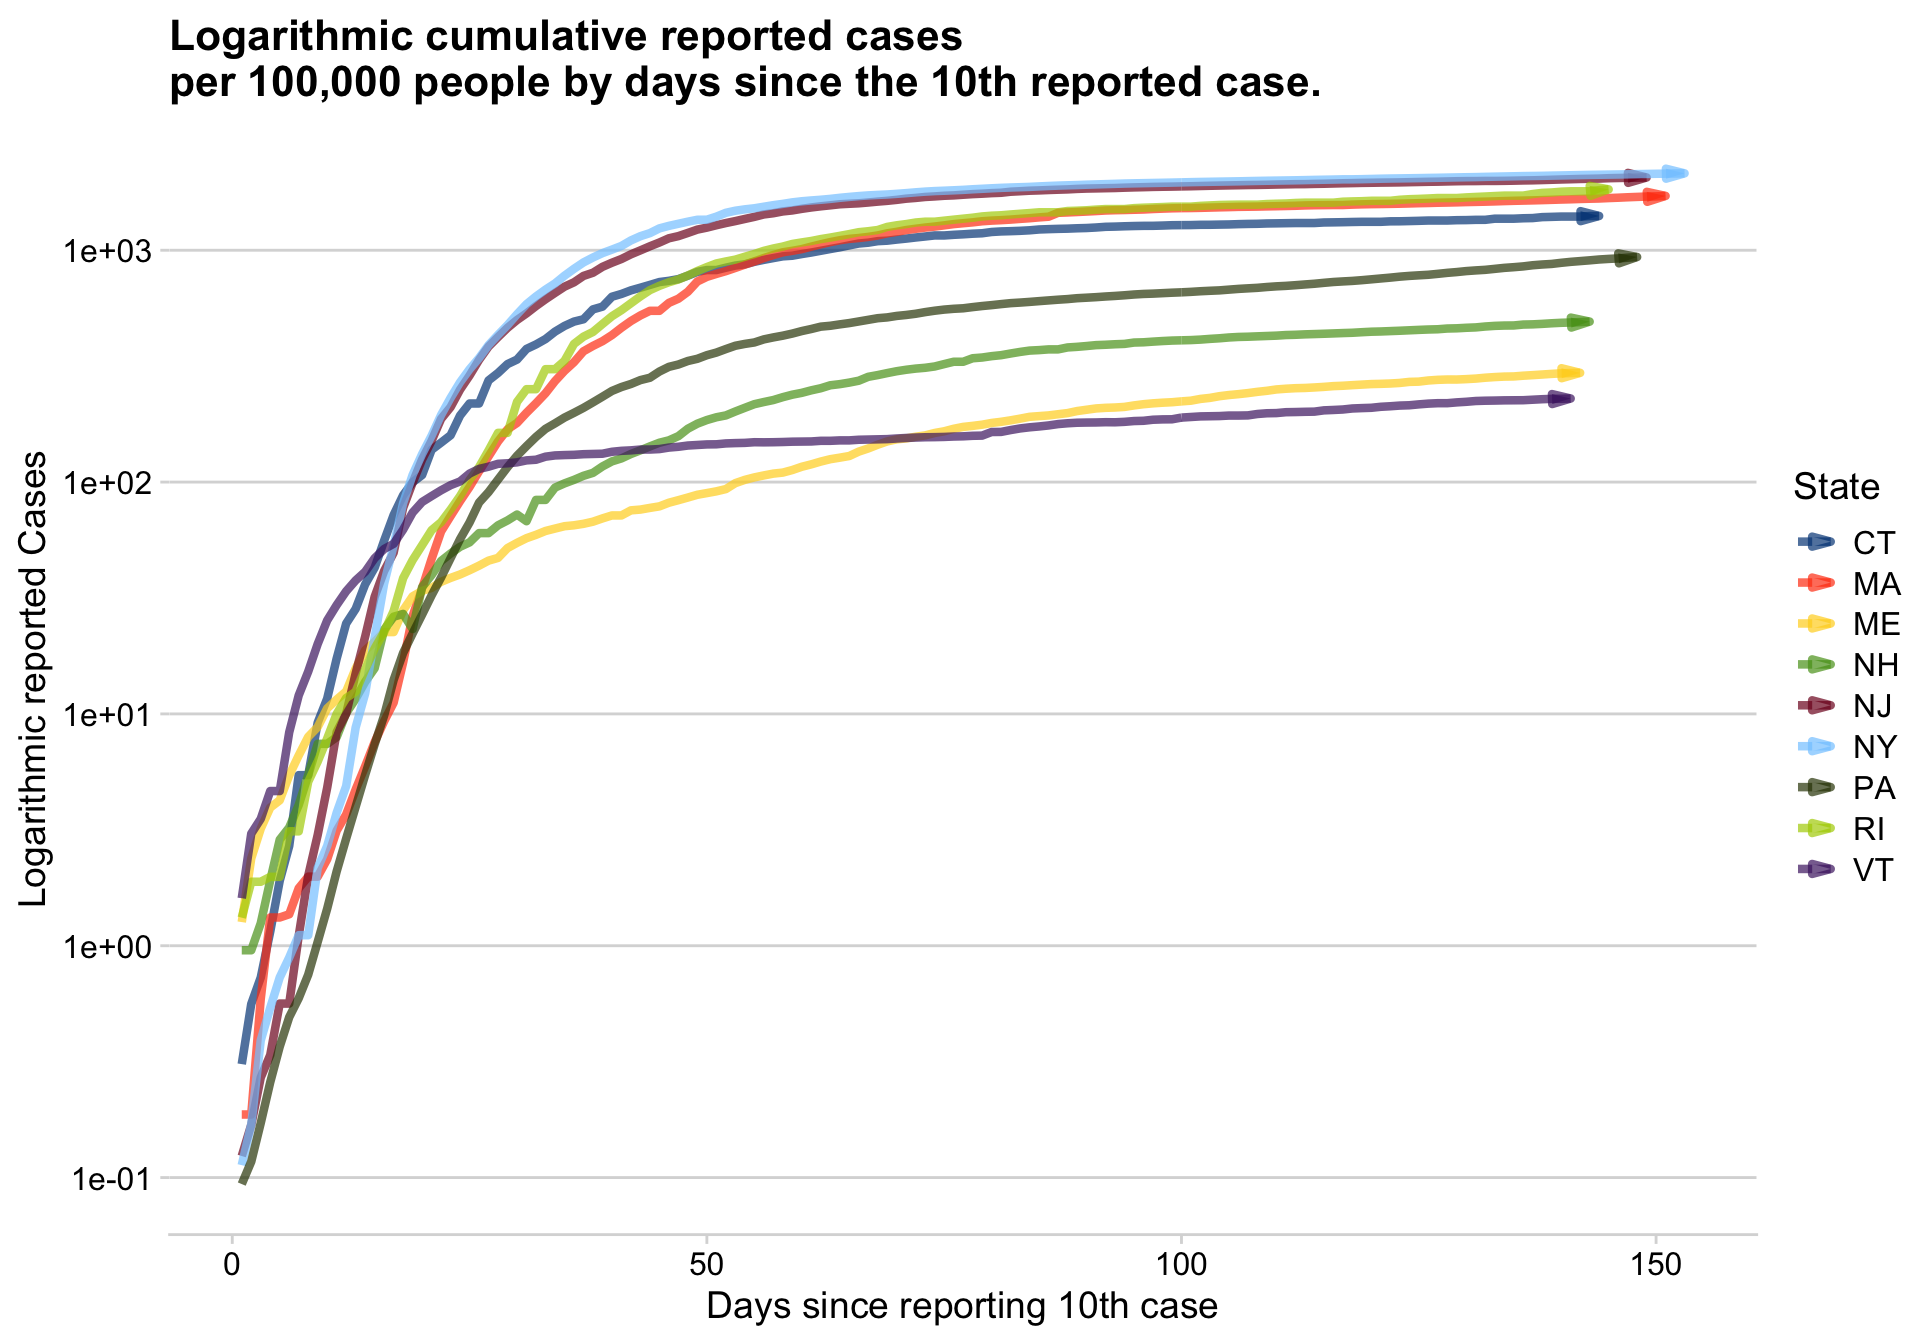 Logarithmic cumulative reported cases
per 100,000 people by days since the 10th reported case.
Logarithmic reported Cases
1e+03
1e+02
1e+01
1e+00
1e-01
0
50
100
150
Days since reporting 10th case
State
CT
MA
ME
NH
NJ
NY
PA
RI
VT